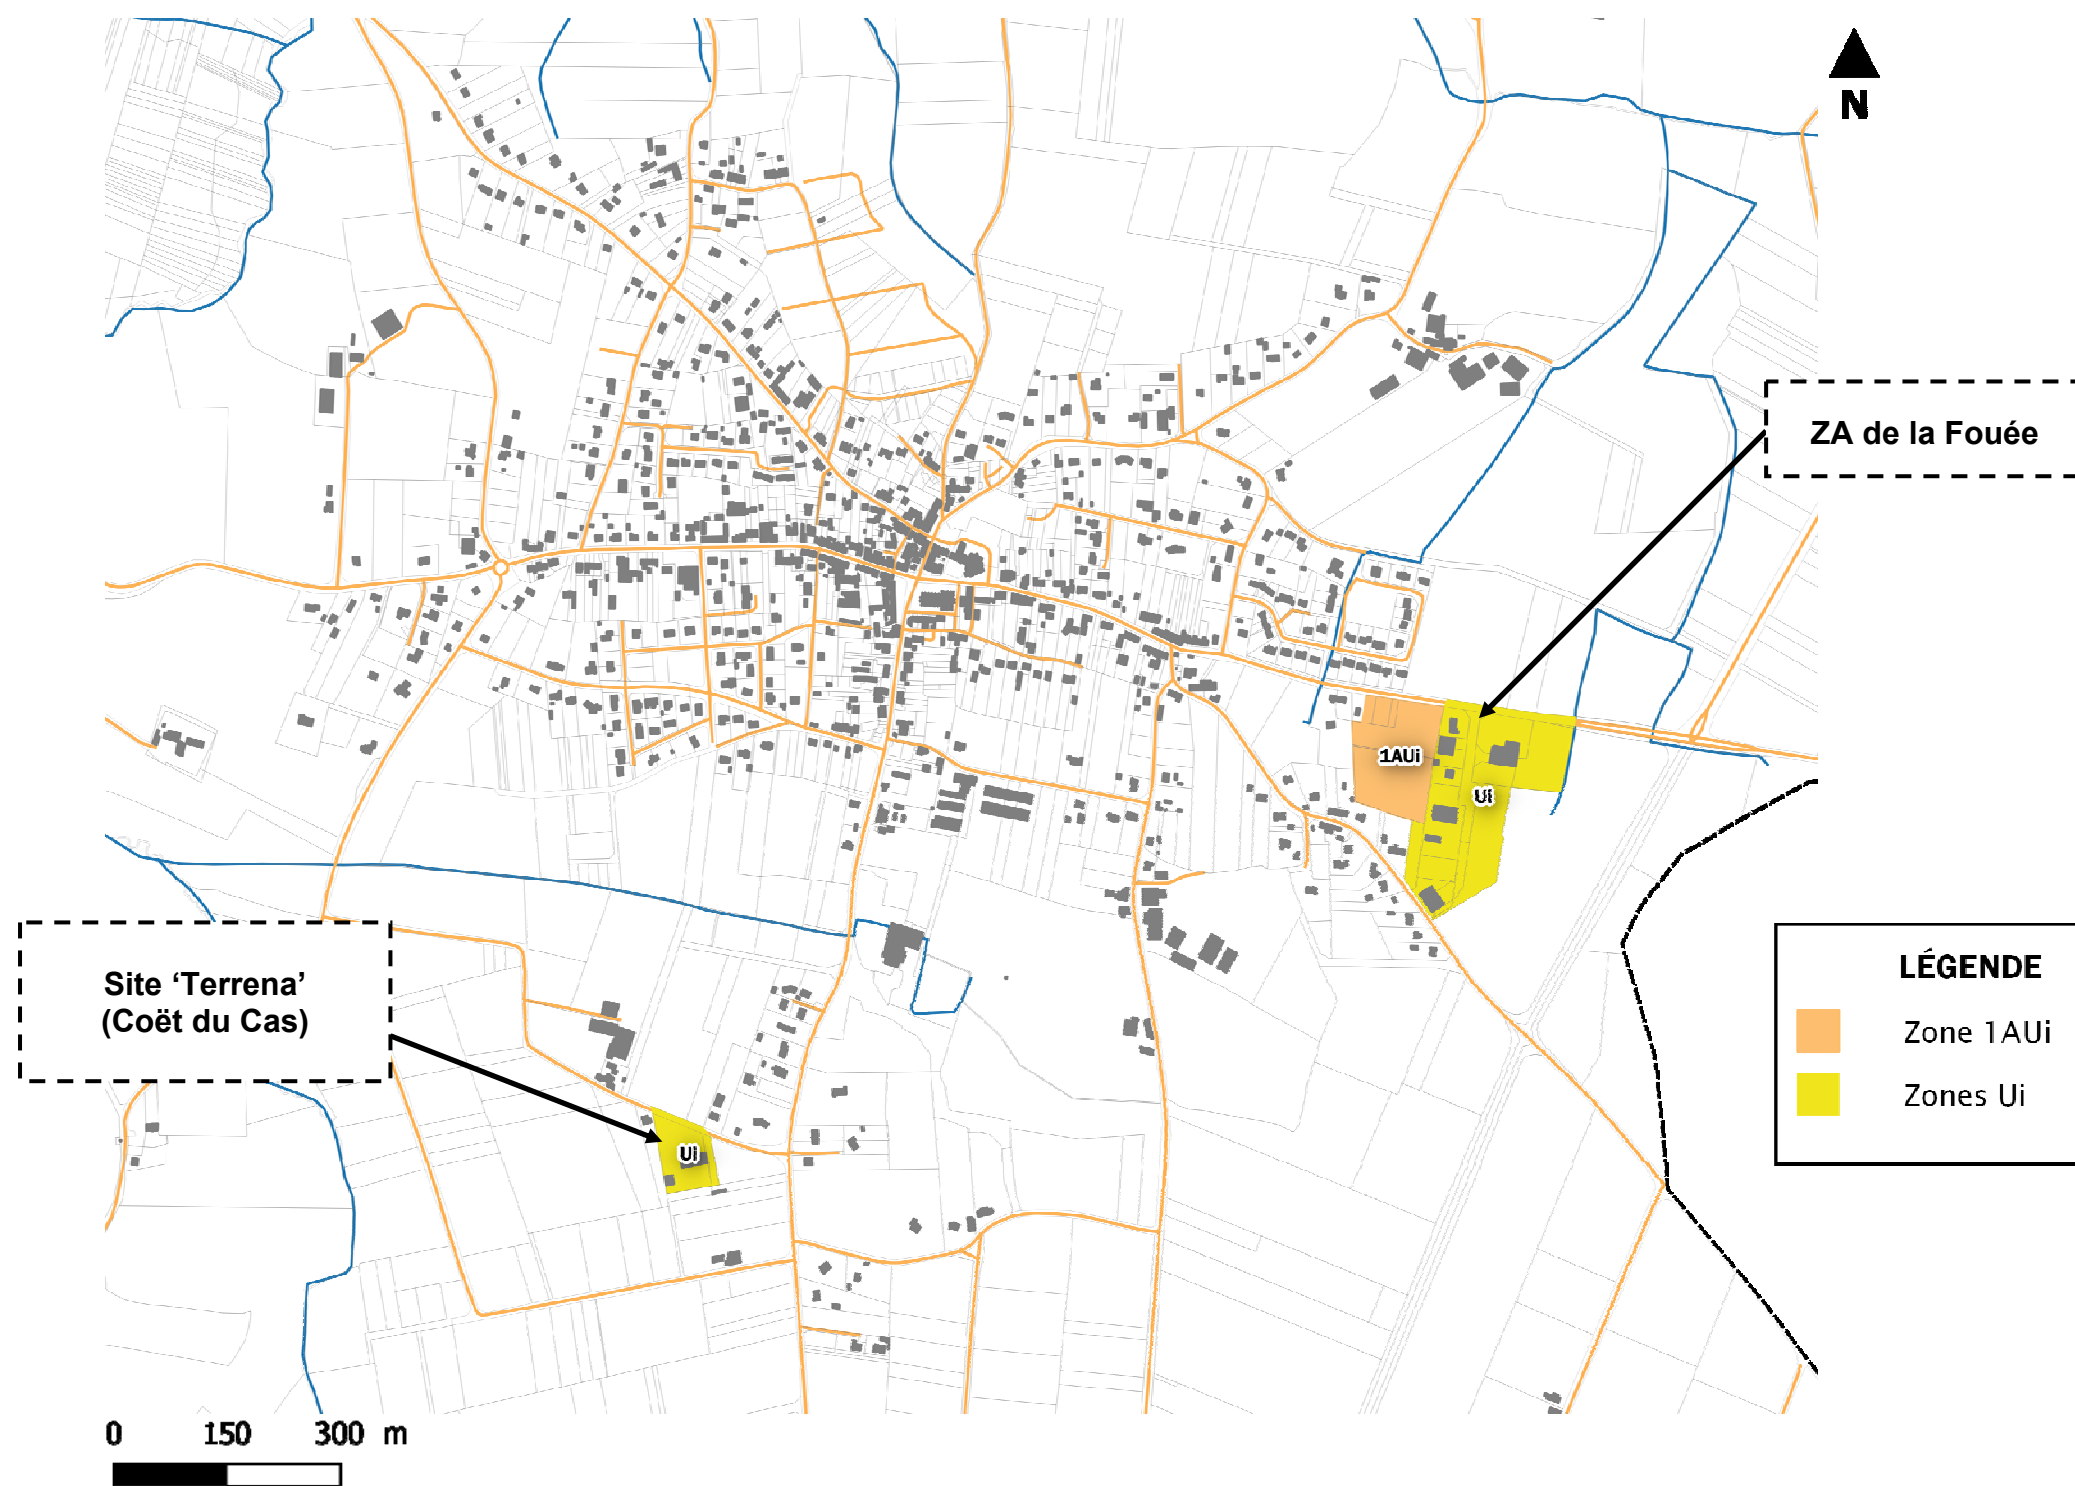 N
ZA de la Fouée
1AUi
Ui
Site ‘Terrena’
(Coët du Cas)
LÉGENDE
Zone 1AUi
Zones Ui
Ui
0 150 300 m